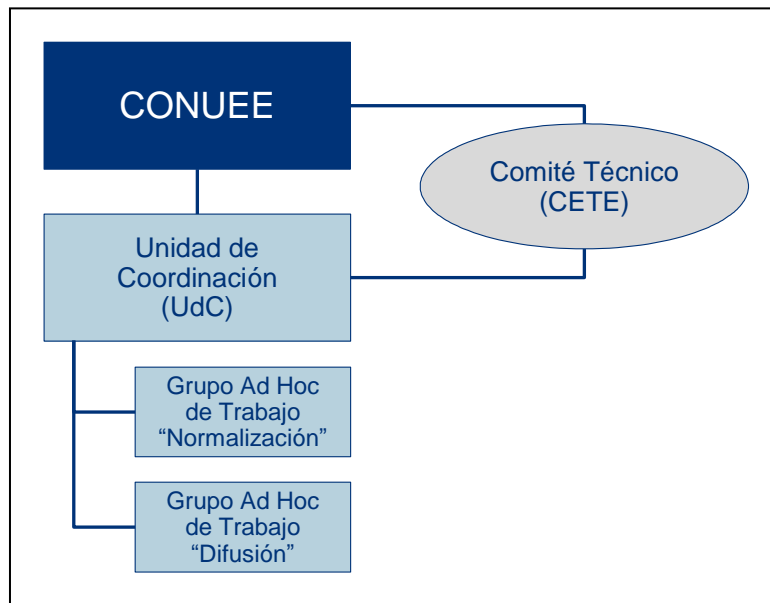 CONUEE
Comité Técnico
(CETE)
Unidad de
Coordinación
(UdC)
Grupo Ad Hoc
de Trabajo
“Normalización”
Grupo Ad Hoc
de Trabajo
“Difusión”